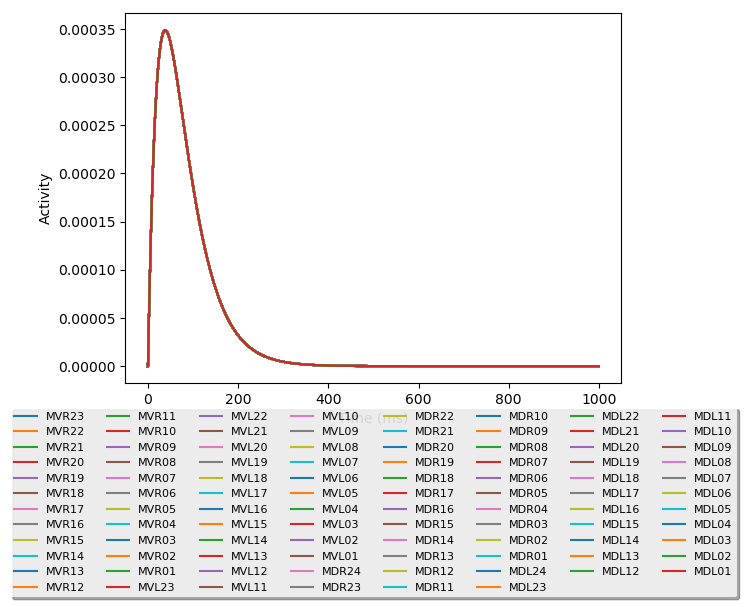 0.00035
0.00030
0.00025
0.00020
0.00015
0.00010
0.00005
0.00000
Activity
0 200 400 600 800 1000
Time (ms)
MVR23 MVR11 MVL22 MVL10 MDR22 MDR10 MDL22 MDL11
MVR22 MVR10 MVL21 MVL09 MDR21 MDR09 MDL21 MDL10
MVR21 MVR09 MVL20 MVL08 MDR20 MDR08 MDL20 MDL09
MVR20 MVR08 MVL19 MVL07 MDR19 MDR07 MDL19 MDL08
MVR19 MVR07 MVL18 MVL06 MDR18 MDR06 MDL18 MDL07
MVR18 MVR06 MVL17 MVL05 MDR17 MDR05 MDL17 MDL06
MVR17 MVR05 MVL16 MVL04 MDR16 MDR04 MDL16 MDL05
MVR16 MVR04 MVL15 MVL03 MDR15 MDR03 MDL15 MDL04
MVR15 MVR03 MVL14 MVL02 MDR14 MDR02 MDL14 MDL03
MVR14 MVR02 MVL13 MVL01 MDR13 MDR01 MDL13 MDL02
MVR13 MVR01 MVL12 MDR24 MDR12 MDL24 MDL12 MDL01
MVR12 MVL23 MVL11 MDR23 MDR11 MDL23